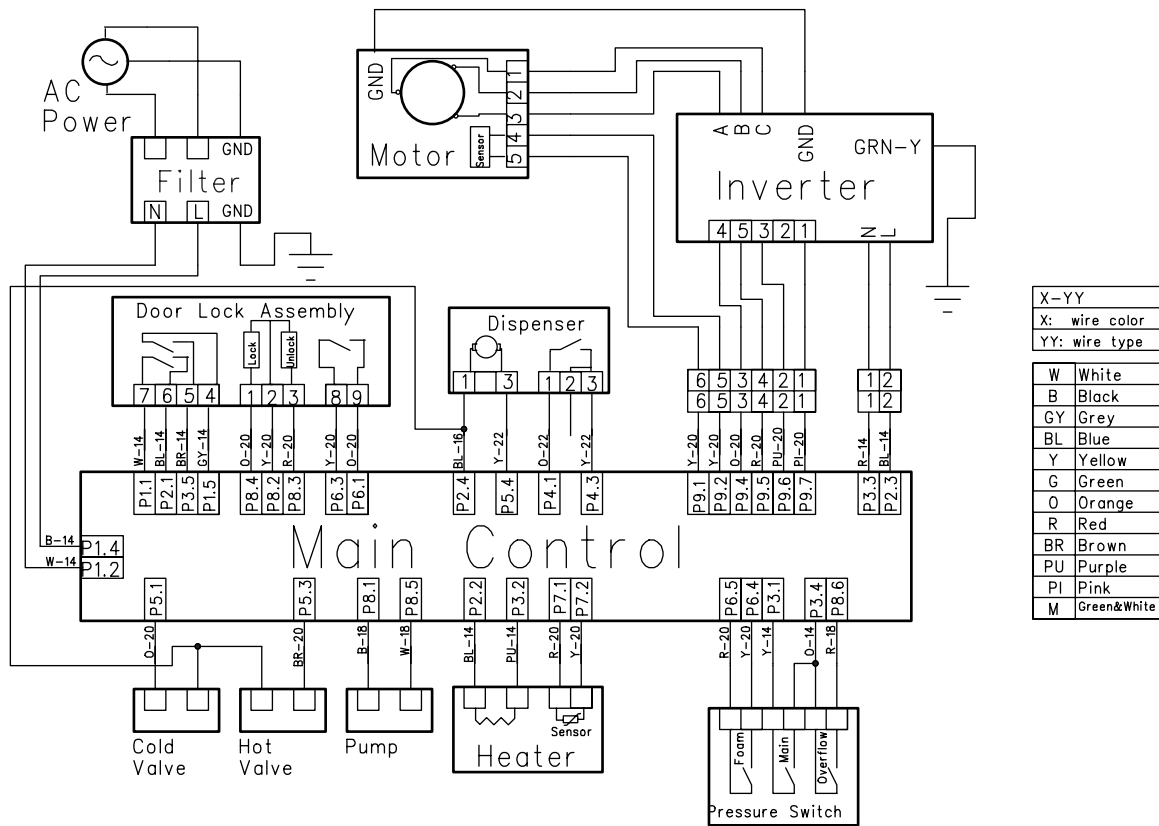 AC
Power
GND
Filter
N L GND
GND
Motor
Sensor
1
2
3
4
5
A B C GND
GRN-Y
Inverter
4 5 3 2 1
N L
Door Lock Assembly
Lock
Unlock
7 6 5 4 1 2 3 8 9
Dispenser
1 3 1 2 3
6 5 3 4 2 1
6 5 3 4 2 1
1 2
1 2
W-14 BL-14 BR-14 GY-14 O-20 Y-20 R-20 Y-20 O-20 BL-16 Y-22 O-22 Y-22 Y-20 Y-20 O-20 R-20 PU-20 PI-20 R-14 BL-14
P1.1 P2.1 P3.5 P1.5 P8.4 P8.2 P8.3 P6.3 P6.1 P2.4 P5.4 P4.1 P4.3 P9.1 P9.2 P9.4 P9.5 P9.6 P9.7 P3.3 P2.3
Main Control
B-14 P1.4
W-14 P1.2
P5.1 P5.3 P8.1 P8.5 P2.2 P3.2 P7.1 P7.2 P6.5 P6.4 P3.1 P3.4 P8.6
O-20 BR-20 B-18 W-18 BL-14 PU-14 R-20 Y-20 R-20 Y-20 Y-14 O-14 R-18
Cold
Valve
Hot
Valve
Pump
Sensor
Heater
Foam
Main
Overflow
Pressure Switch
X-YY
X: wire color
YY: wire type
W White
B Black
GY Grey
BL Blue
Y Yellow
G Green
O Orange
R Red
BR Brown
PU Purple
PI Pink
M Green&White